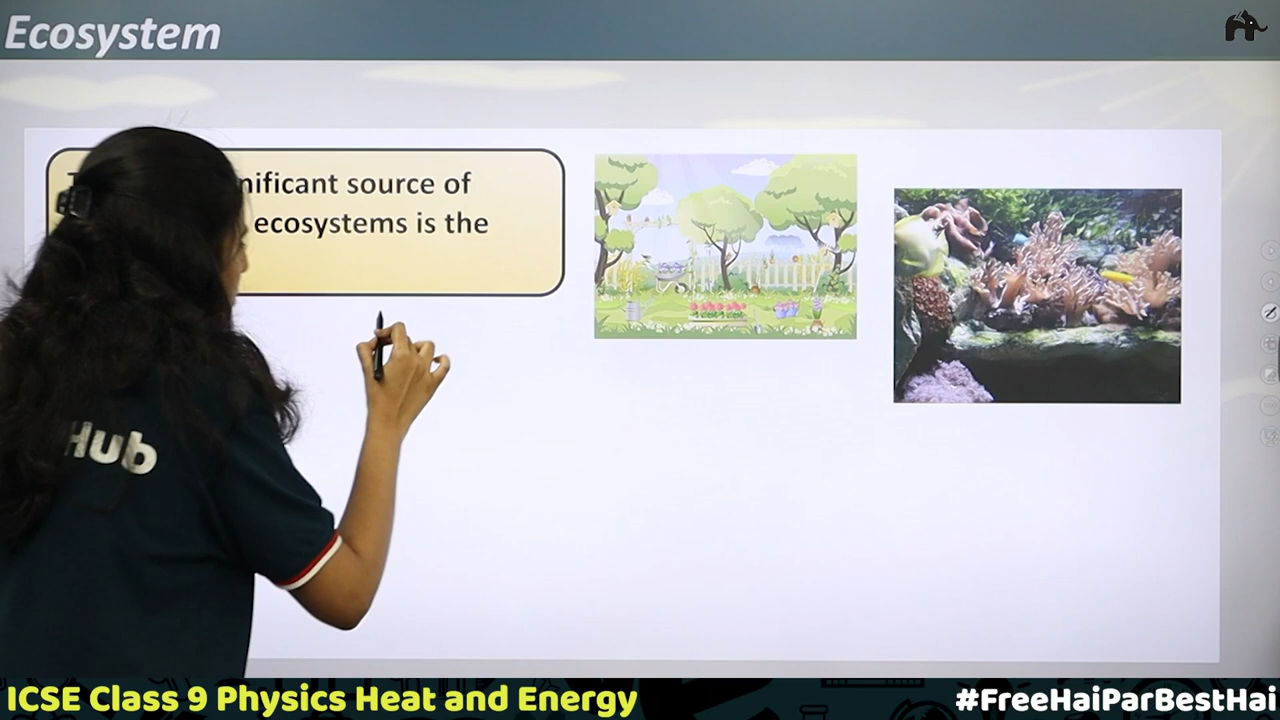 Ecosystem
nificant source of
ecosystems is the
Hub
ICSE Class 9 Physics Heat and Energy
#FreeHaiParBestHai